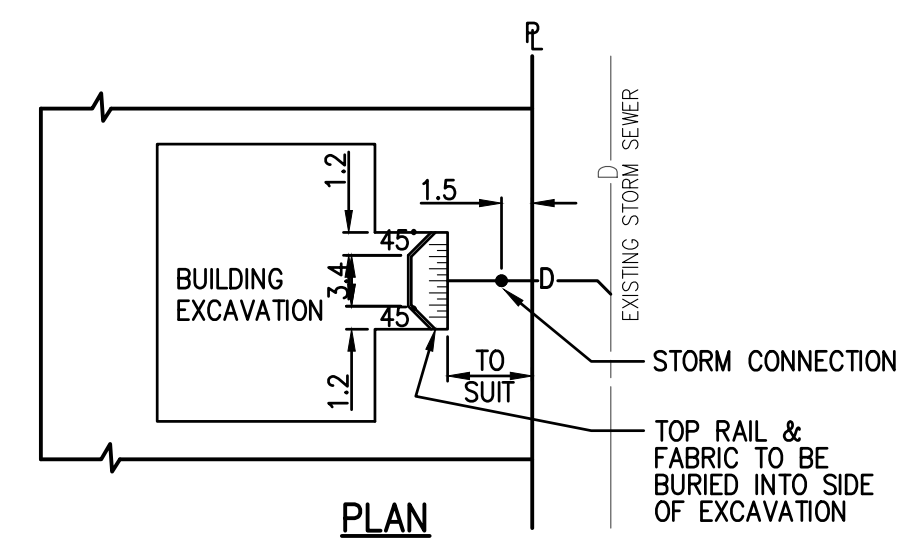 PL
EXISTING STORM SEWER
D
1.2
1.5
45°
BUILDING
EXCAVATION
3.4
D
45°
1.2
TO
SUIT
STORM CONNECTION
TOP RAIL &
FABRIC TO BE
BURIED INTO SIDE
OF EXCAVATION
PLAN